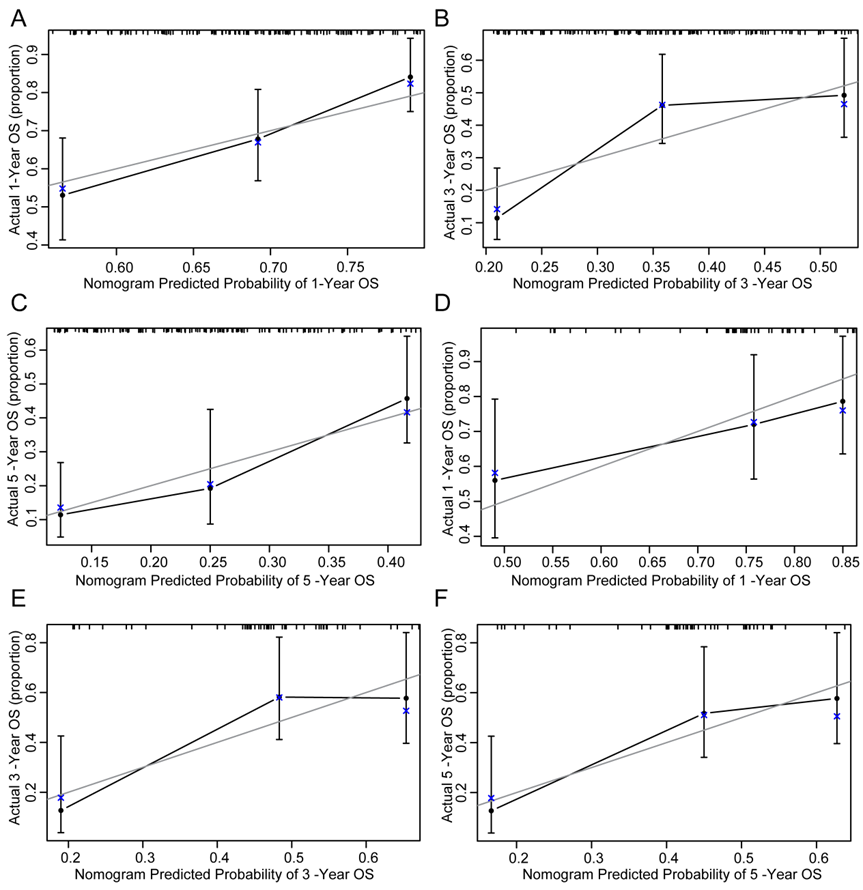 A
Actual 1-Year OS (proportion)
0.4 0.5 0.6 0.7 0.8 0.9
0.60 0.65 0.70 0.75
Nomogram Predicted Probability of 1-Year OS
B
Actual 3 -Year OS (proportion)
0.1 0.2 0.3 0.4 0.5 0.6
0.20 0.25 0.30 0.35 0.40 0.45 0.50
Nomogram Predicted Probability of 3 -Year OS
C
Actual 5 -Year OS (proportion)
0.1 0.2 0.3 0.4 0.5 0.6
0.15 0.20 0.25 0.30 0.35 0.40
Nomogram Predicted Probability of 5 -Year OS
D
Actual 1 -Year OS (proportion)
0.4 0.5 0.6 0.7 0.8 0.9
0.50 0.55 0.60 0.65 0.70 0.75 0.80 0.85
Nomogram Predicted Probability of 1 -Year OS
E
Actual 3 -Year OS (proportion)
0.2 0.4 0.6 0.8
0.2 0.3 0.4 0.5 0.6
Nomogram Predicted Probability of 3 -Year OS
F
Actual 5 -Year OS (proportion)
0.2 0.4 0.6 0.8
0.2 0.3 0.4 0.5 0.6
Nomogram Predicted Probability of 5 -Year OS